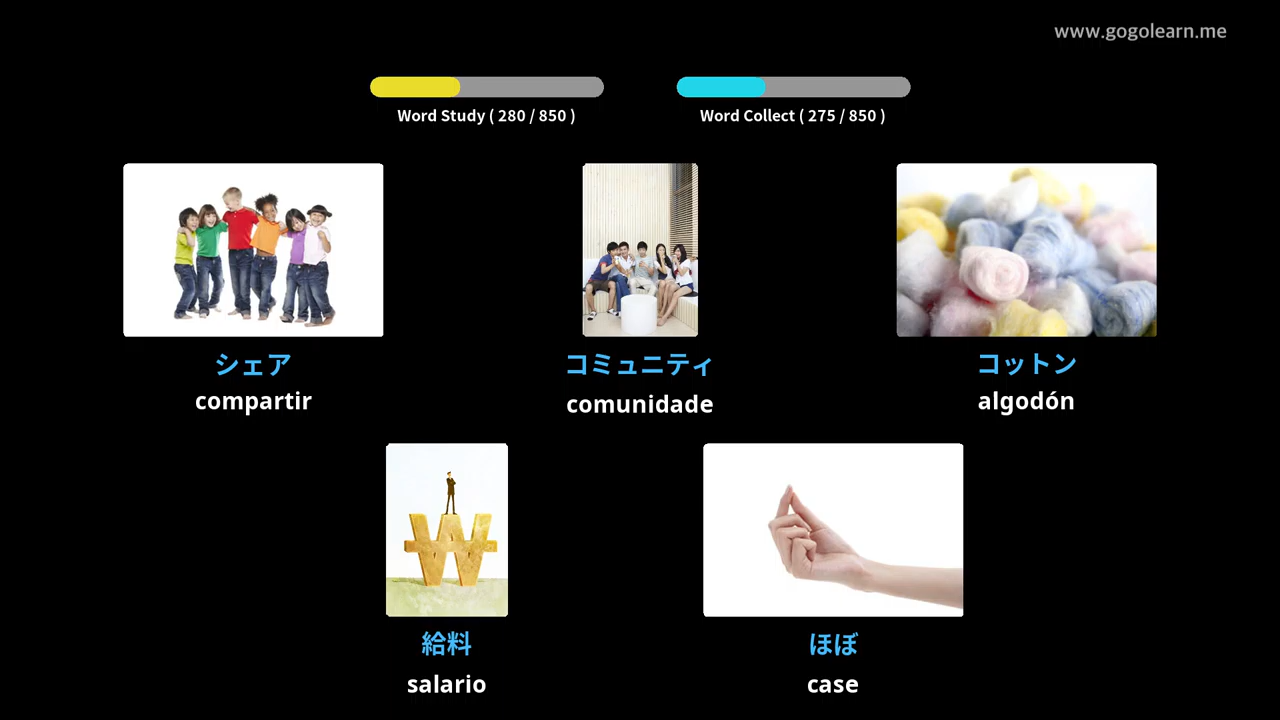 www.gogolearn.me
Word Study ( 280 / 850 )
Word Collect ( 275 / 850 )
シェア
compartir
コミュニティ
comunidade
コットン
algodón
給料
salario
ほぼ
case